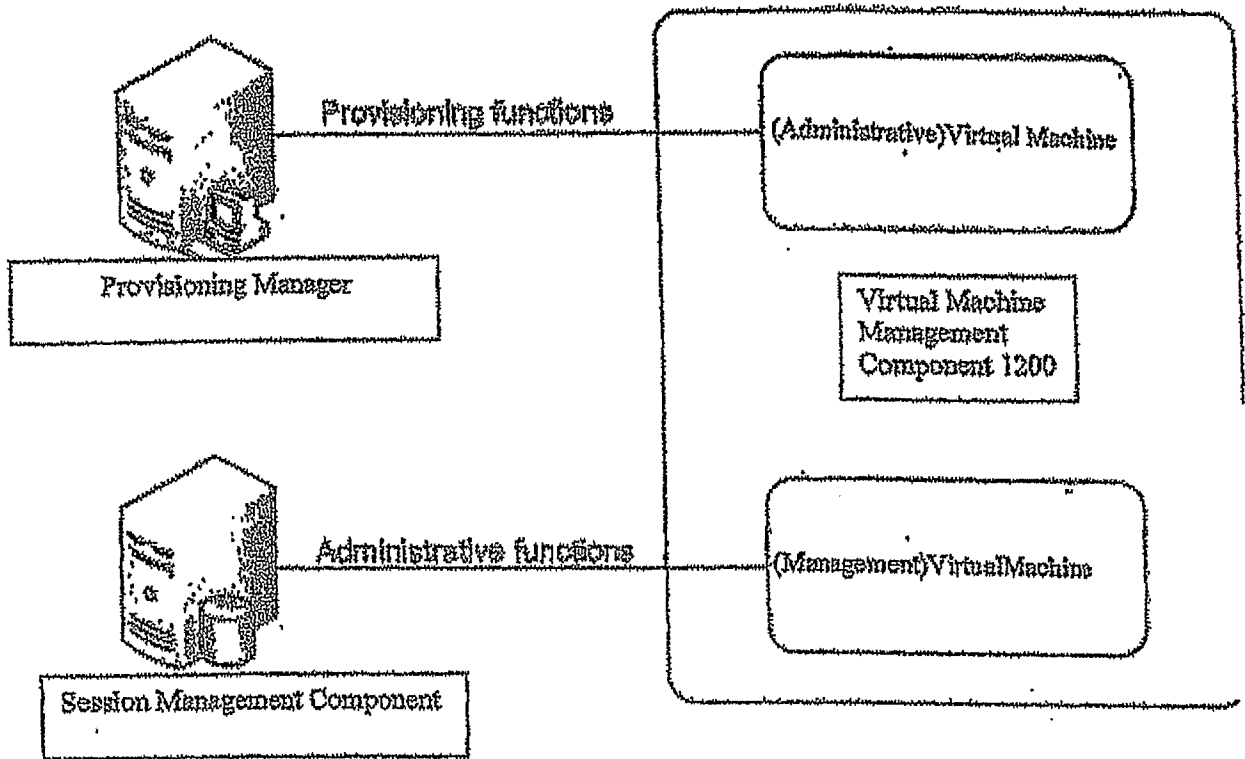 Provisioning functions
(Administrative)Virtual Machine
Provisioning Manager
Virtual Machine
Management
Component 1200
Administrative functions
(Management)VirtualMachine
Session Management Component